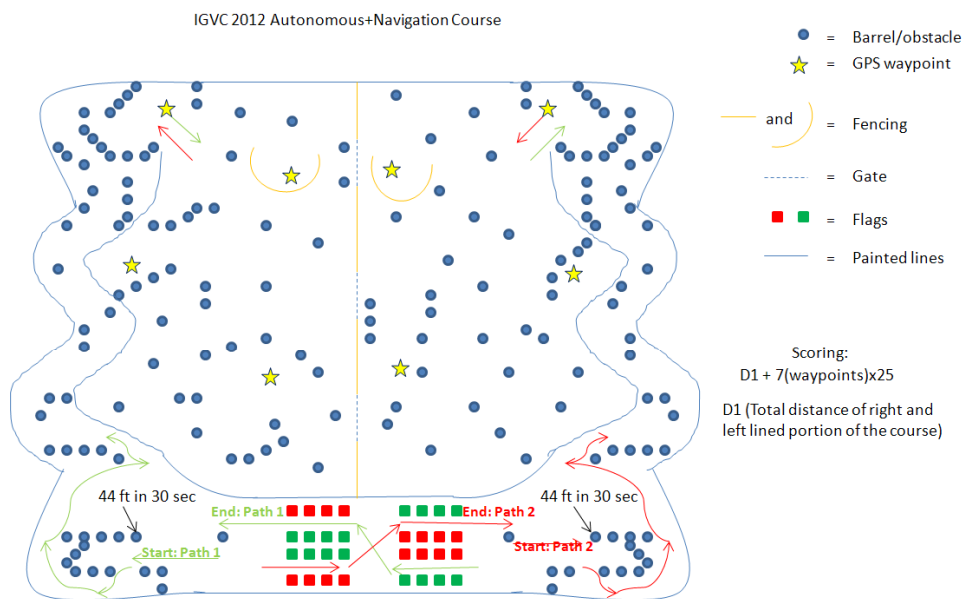 IGVC 2012 Autonomous+Navigation Course
= Barrel/obstacle
= GPS waypoint
and = Fencing
= Gate
= Flags
= Painted lines
Scoring:
D1 + 7(waypoints)x25
D1 (Total distance of right and
left lined portion of the course)
44 ft in 30 sec
44 ft in 30 sec
End: Path 1
End: Path 2
Start: Path 1
Start: Path 2